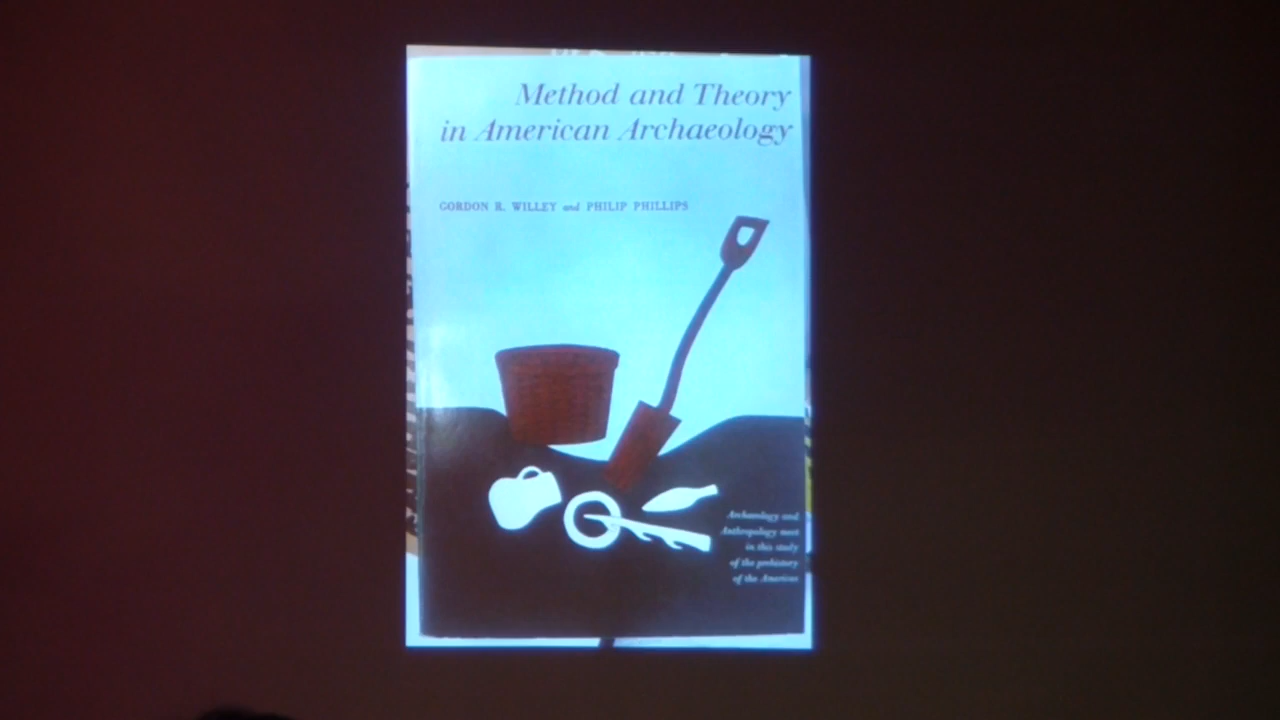 Method and Theory
in American Archaeology
GORDON R. WILLEY and PHILIP PHILLIPS
Archaeology and
Anthropology meet
in this study
of the prehistory
of the Americas